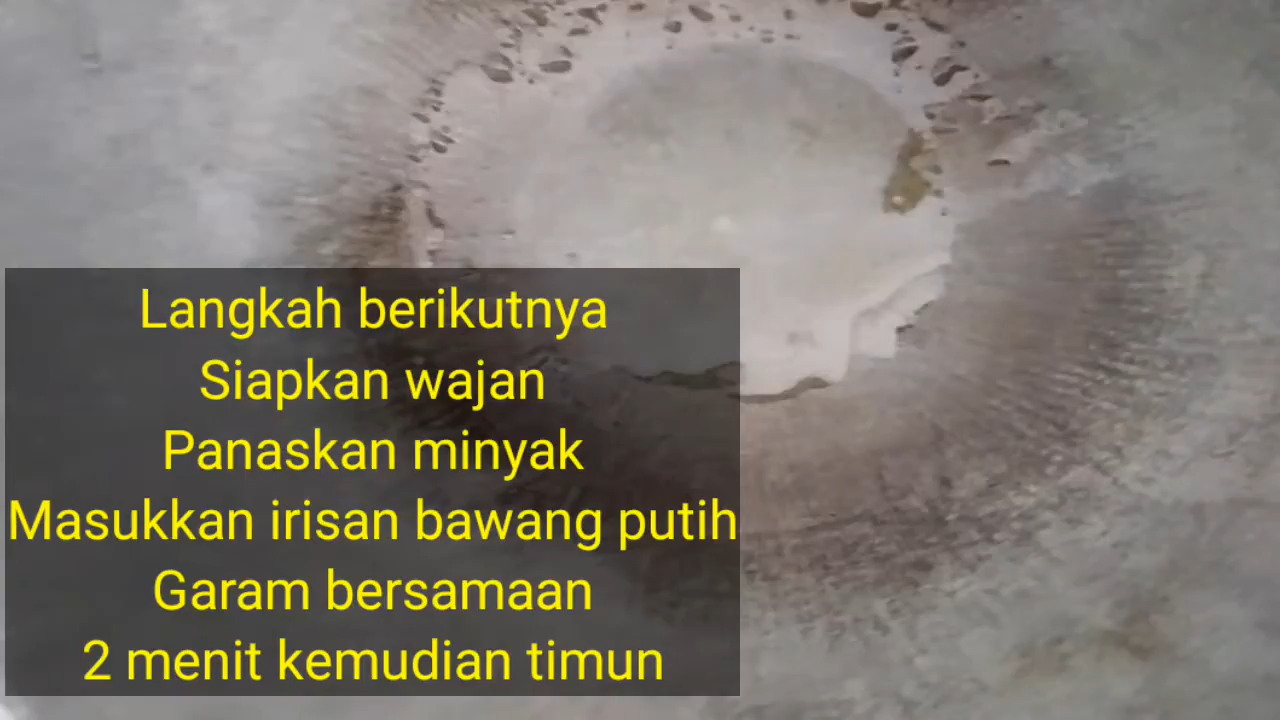 Langkah berikutnya
Siapkan wajan
Panaskan minyak
Masukkan irisan bawang putih
Garam bersamaan
2 menit kemudian timun